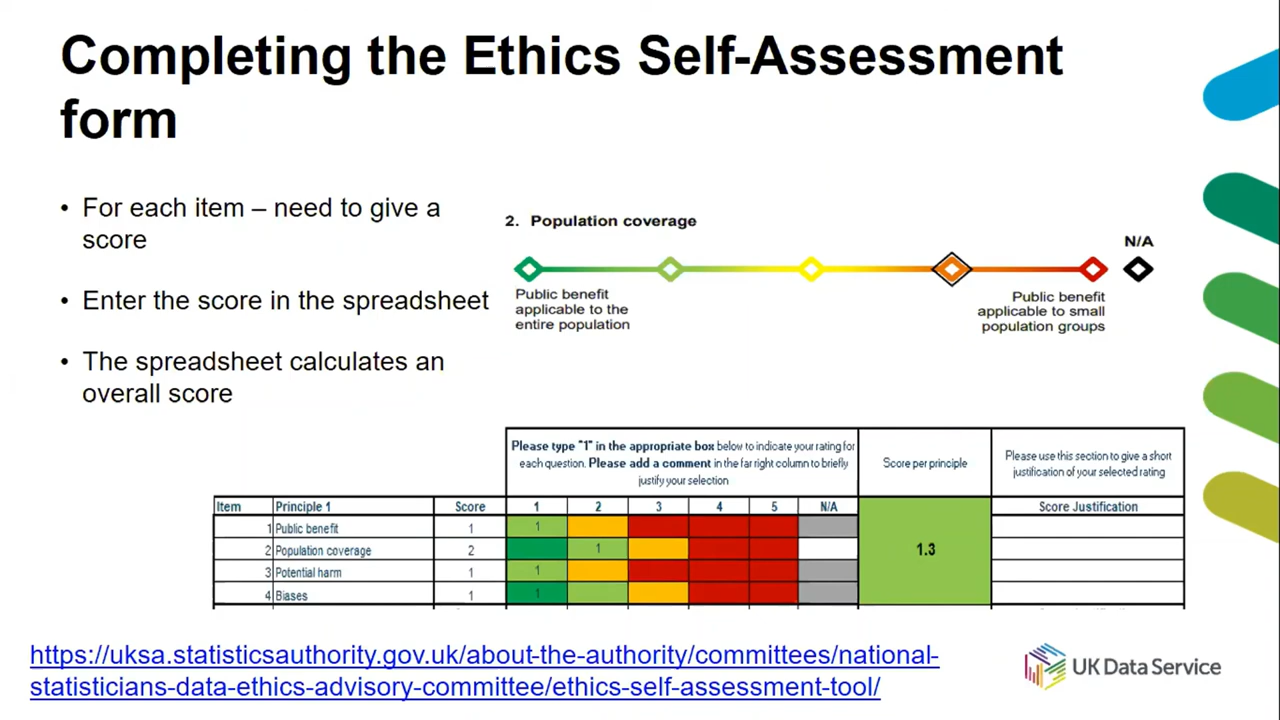 Completing the Ethics Self-Assessment
form
• For each item – need to give a
score
• Enter the score in the spreadsheet
• The spreadsheet calculates an
overall score
2. Population coverage
N/A
Public benefit
applicable to the
entire population
Public benefit
applicable to small
population groups
Please type "1" in the appropriate box below to indicate your rating for
each question. Please add a comment in the far right column to briefly
justify your selection
Score per principle
Please use this section to give a short
justification of your selected rating
Item Principle 1 Score 1 2 3 4 5 N/A Score Justification
1 Public benefit 1 1
2 Population coverage 2 1
1.3
3 Potential harm 1 1
4 Biases 1 1
https://uksa.statisticsauthority.gov.uk/about-the-authority/committees/national-
statisticians-data-ethics-advisory-committee/ethics-self-assessment-tool/
UK Data Service